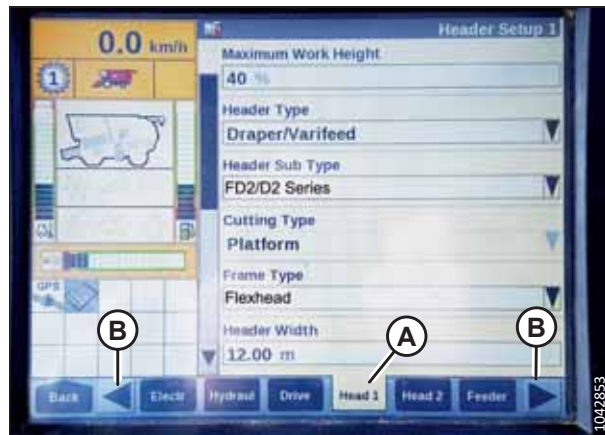 0.0 km/h
Header Setup 1
Maximum Work Height
40 %
1
Header Type
Draper/Varifeed
Header Sub Type
FD2/D2 Series
Cutting Type
Platform
Frame Type
GPS
Flexhead
Header Width
12.00 m
A
B
B
Back
Electr
Hydraul
Drive
Head 1
Head 2
Feeder
1042853